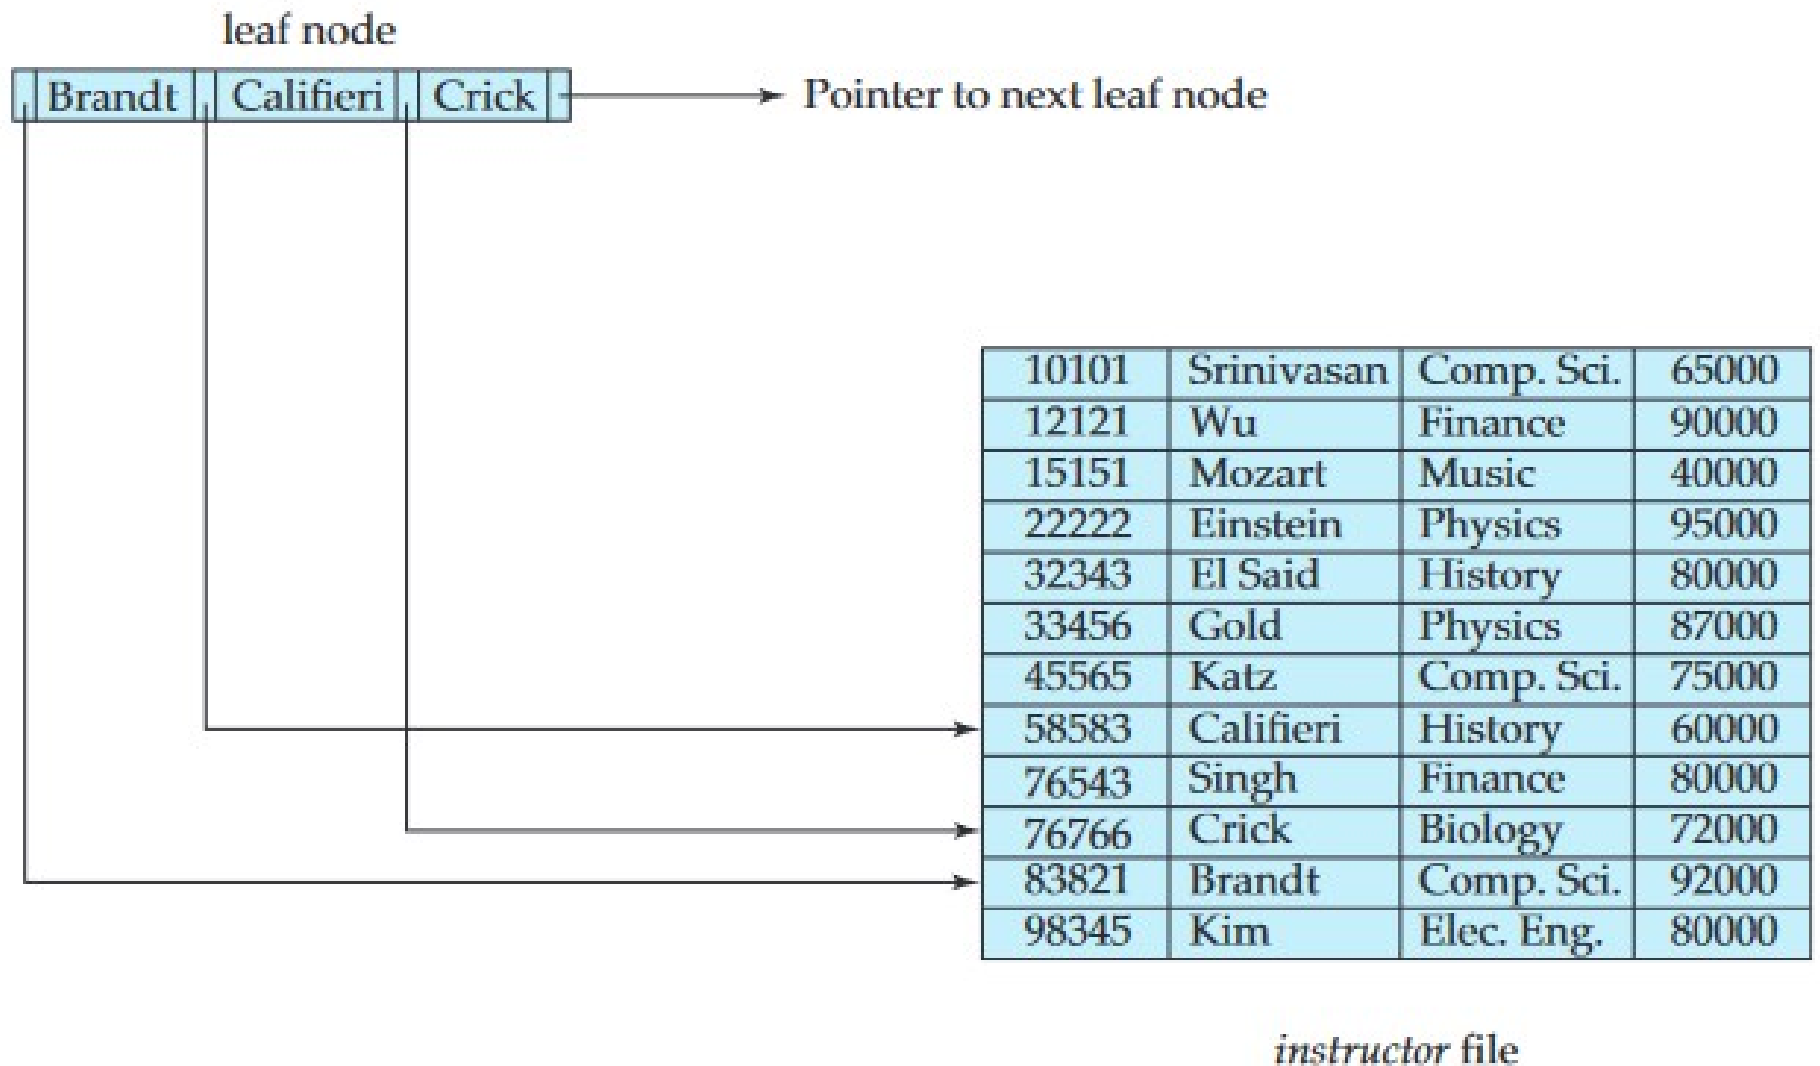 leaf node
Brandt Califieri Crick Pointer to next leaf node
10101 Srinivasan Comp. Sci. 65000
12121 Wu Finance 90000
15151 Mozart Music 40000
22222 Einstein Physics 95000
32343 El Said History 80000
33456 Gold Physics 87000
45565 Katz Comp. Sci. 75000
58583 Califieri History 60000
76543 Singh Finance 80000
76766 Crick Biology 72000
83821 Brandt Comp. Sci. 92000
98345 Kim Elec. Eng. 80000
instructor file